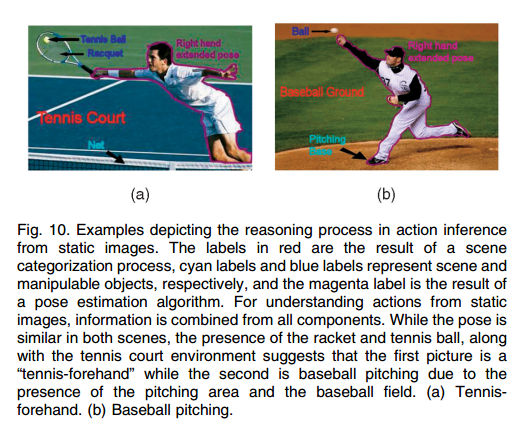 Tennis Ball
Racquet
Right hand
extended pose
Tennis Court
Net
(a)
Ball
Right hand
extended pose
Baseball Ground
Pitching
Base
(b)
Fig. 10. Examples depicting the reasoning process in action inference
from static images. The labels in red are the result of a scene
categorization process, cyan labels and blue labels represent scene and
manipulable objects, respectively, and the magenta label is the result of
a pose estimation algorithm. For understanding actions from static
images, information is combined from all components. While the pose is
similar in both scenes, the presence of the racket and tennis ball, along
with the tennis court environment suggests that the first picture is a
“tennis-forehand” while the second is baseball pitching due to the
presence of the pitching area and the baseball field. (a) Tennis-
forehand. (b) Baseball pitching.